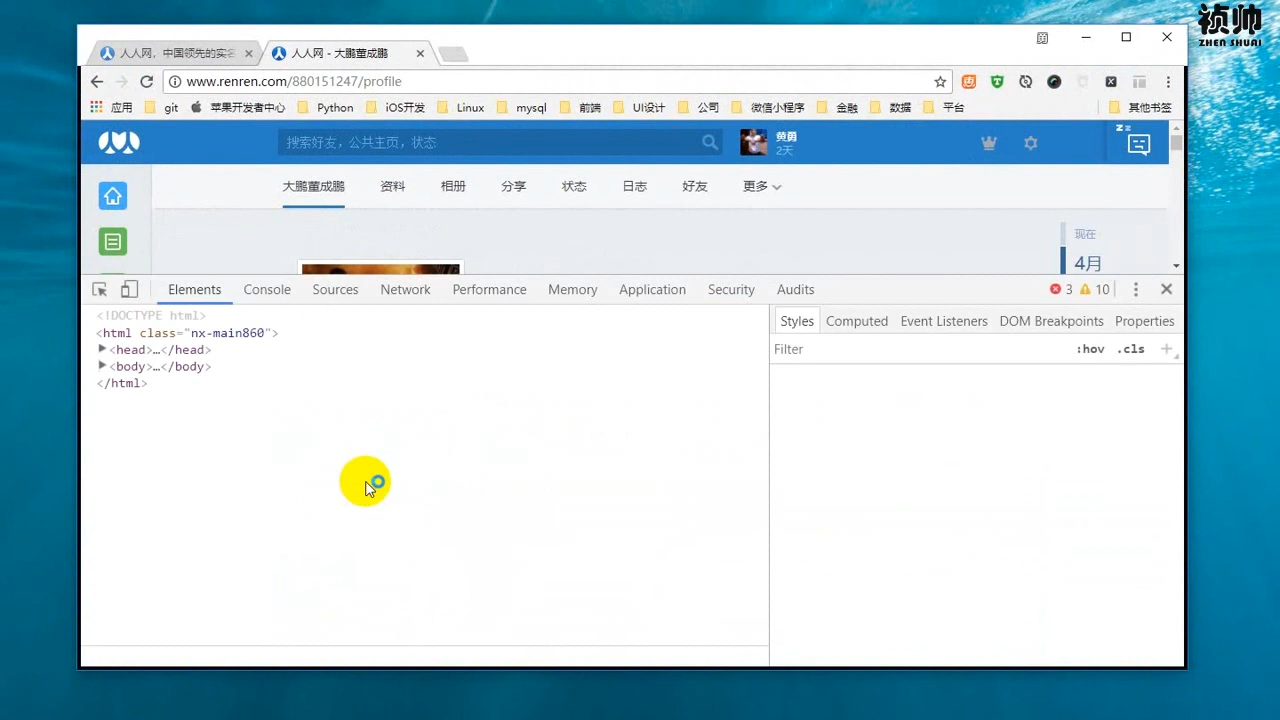 祯帅
ZHEN SHUAI
人人网，中国领先的实名
人人网 - 大鹏董成鹏
www.renren.com/880151247/profile
应用 git 苹果开发者中心 Python iOS开发 Linux mysql 前端 UI设计 公司 微信小程序 金融 数据 平台 其他书签
搜索好友，公共主页，状态
黄勇
2天
z z
大鹏董成鹏 资料 相册 分享 状态 日志 好友 更多
现在
4月
Elements Console Sources Network Performance Memory Application Security Audits 3 10
<!DOCTYPE html>
<html class="nx-main860">
<head>…</head>
<body>…</body>
</html>
Styles Computed Event Listeners DOM Breakpoints Properties
Filter :hov .cls